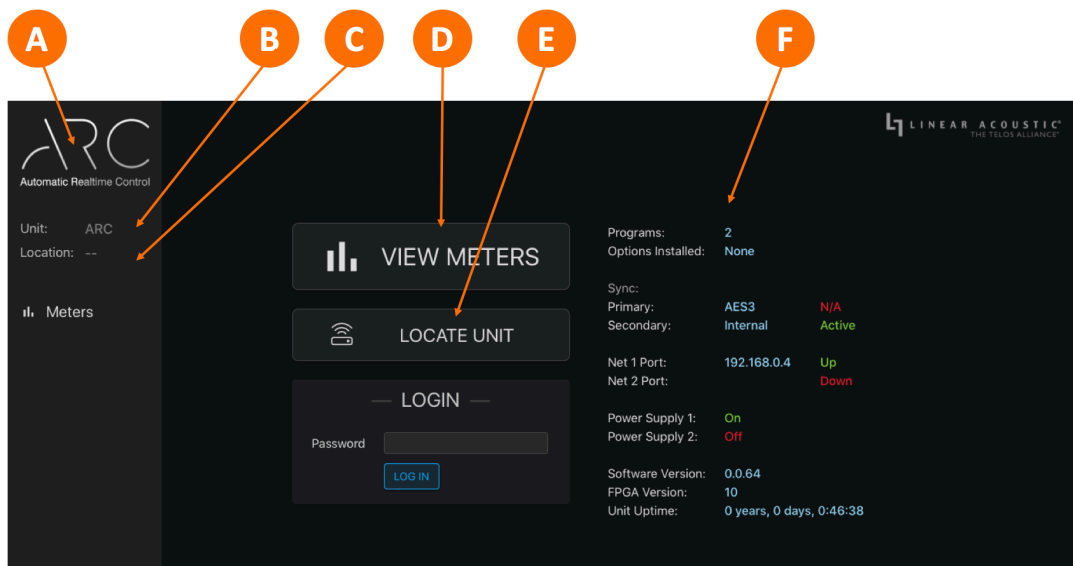 A B C D E F
ARC
Automatic Realtime Control
LINEAR ACOUSTIC®
THE TELOS ALLIANCE®
Unit: ARC
Location: --
Meters
VIEW METERS
LOCATE UNIT
LOGIN
Password
LOG IN
Programs: 2
Options Installed: None
Sync:
Primary: AES3 N/A
Secondary: Internal Active
Net 1 Port: 192.168.0.4 Up
Net 2 Port: Down
Power Supply 1: On
Power Supply 2: Off
Software Version: 0.0.64
FPGA Version: 10
Unit Uptime: 0 years, 0 days, 0:46:38